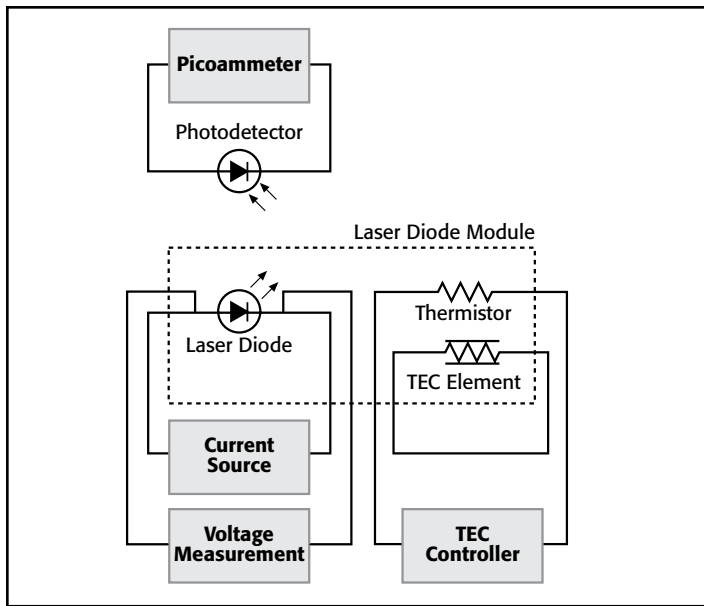 Picoammeter
Photodetector
Laser Diode Module
Laser Diode
Thermistor
TEC Element
Current
Source
Voltage
Measurement
TEC
Controller